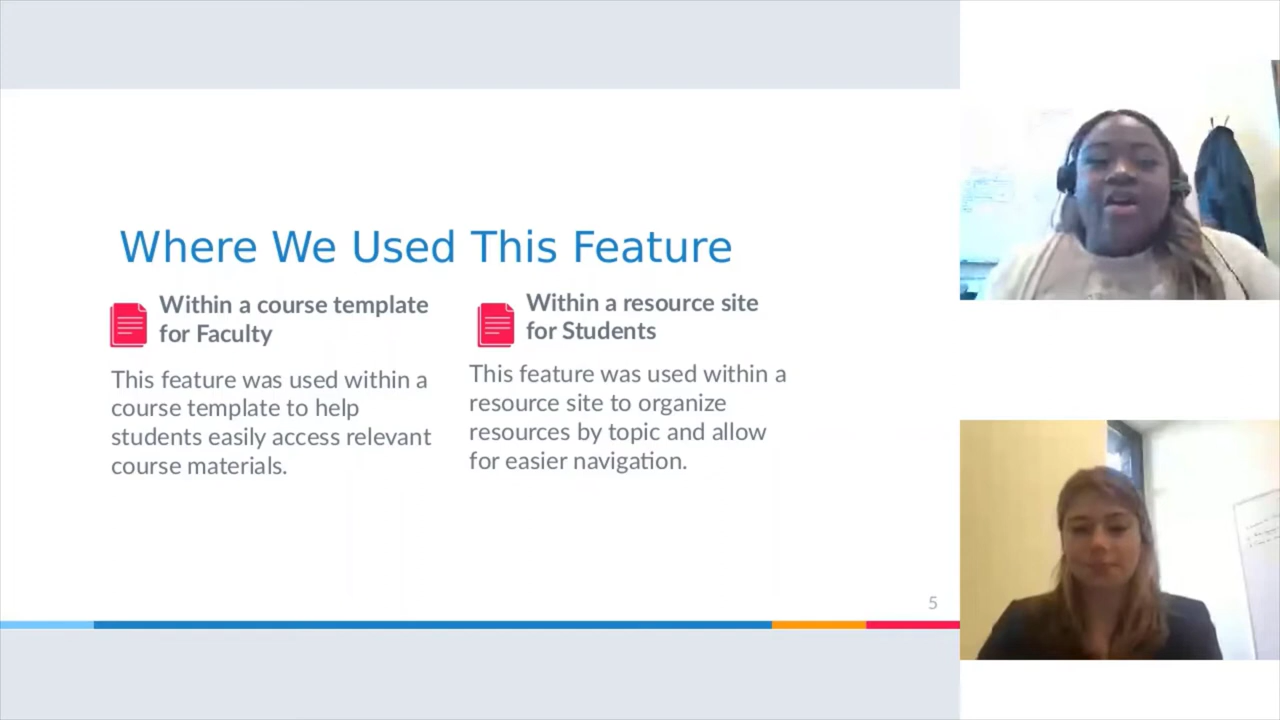 Where We Used This Feature
Within a course template
for Faculty
This feature was used within a
course template to help
students easily access relevant
course materials.
Within a resource site
for Students
This feature was used within a
resource site to organize
resources by topic and allow
for easier navigation.
5